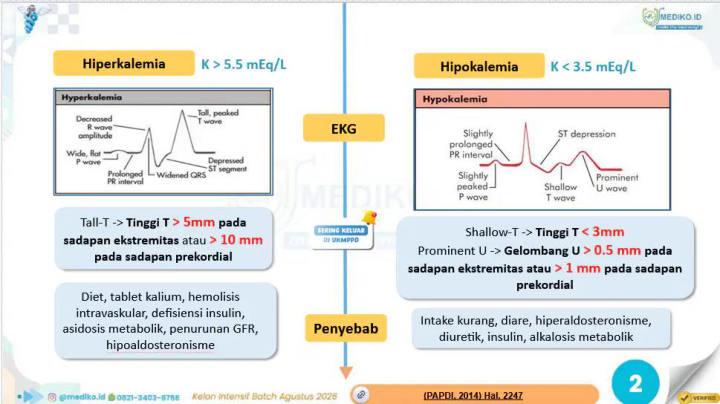 MEDIKO.ID
Hiperkalemia
K > 5.5 mEq/L
Hyperkalemia
Decreased
R wave
amplitude
Tall, peaked
T wave
Wide, flat
P wave
Prolonged
PR interval
Widened QRS
Depressed
ST segment
Tall-T -> Tinggi T > 5mm pada
sadapan ekstremitas atau > 10 mm
pada sadapan prekordial
Diet, tablet kalium, hemolisis
intravaskular, defisiensi insulin,
asidosis metabolik, penurunan GFR,
hipoaldosteronisme
EKG
SERING KELUAR
DI UKMPPD
Penyebab
Hipokalemia
K < 3.5 mEq/L
Hypokalemia
Slightly
prolonged
PR interval
ST depression
Slightly
peaked
P wave
Shallow
T wave
Prominent
U wave
Shallow-T -> Tinggi T < 3mm
Prominent U -> Gelombang U > 0.5 mm pada
sadapan ekstremitas atau > 1 mm pada sadapan
prekordial
Intake kurang, diare, hiperaldosteronisme,
diuretik, insulin, alkalosis metabolik
MEDIKO
2
@mediko.id
0821-3403-8768
Kelan Intensif Batch Agustus 2026
(PAPDI, 2014) Hal. 2247
VERIFIED